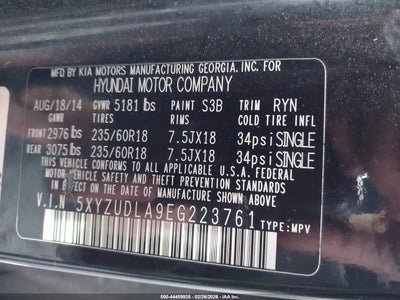 MFD. BY KIA MOTORS MANUFACTURING GEORGIA, INC. FOR
HYUNDAI MOTOR COMPANY
AUG/18/14 GVWR 5181 lbs PAINT S3B TRIM RYN
GAWR TIRES RIMS COLD TIRE INFL
FRONT 2976 lbs 235/60R18 7.5JX18 34psi SINGLE
REAR 3075 lbs 235/60R18 7.5JX18 34psi SINGLE
THIS VEHICLE CONFORMS TO ALL APPLICABLE U.S.A. FEDERAL
MOTOR VEHICLE SAFETY AND THEFT PREVENTION STANDARDS
IN EFFECT ON THE DATE OF MANUFACTURE SHOWN ABOVE.
V.I.N 5XYZUDLA9EG223761 TYPE:MPV
000-44459938 - 02/28/2026 - IAA, Inc.